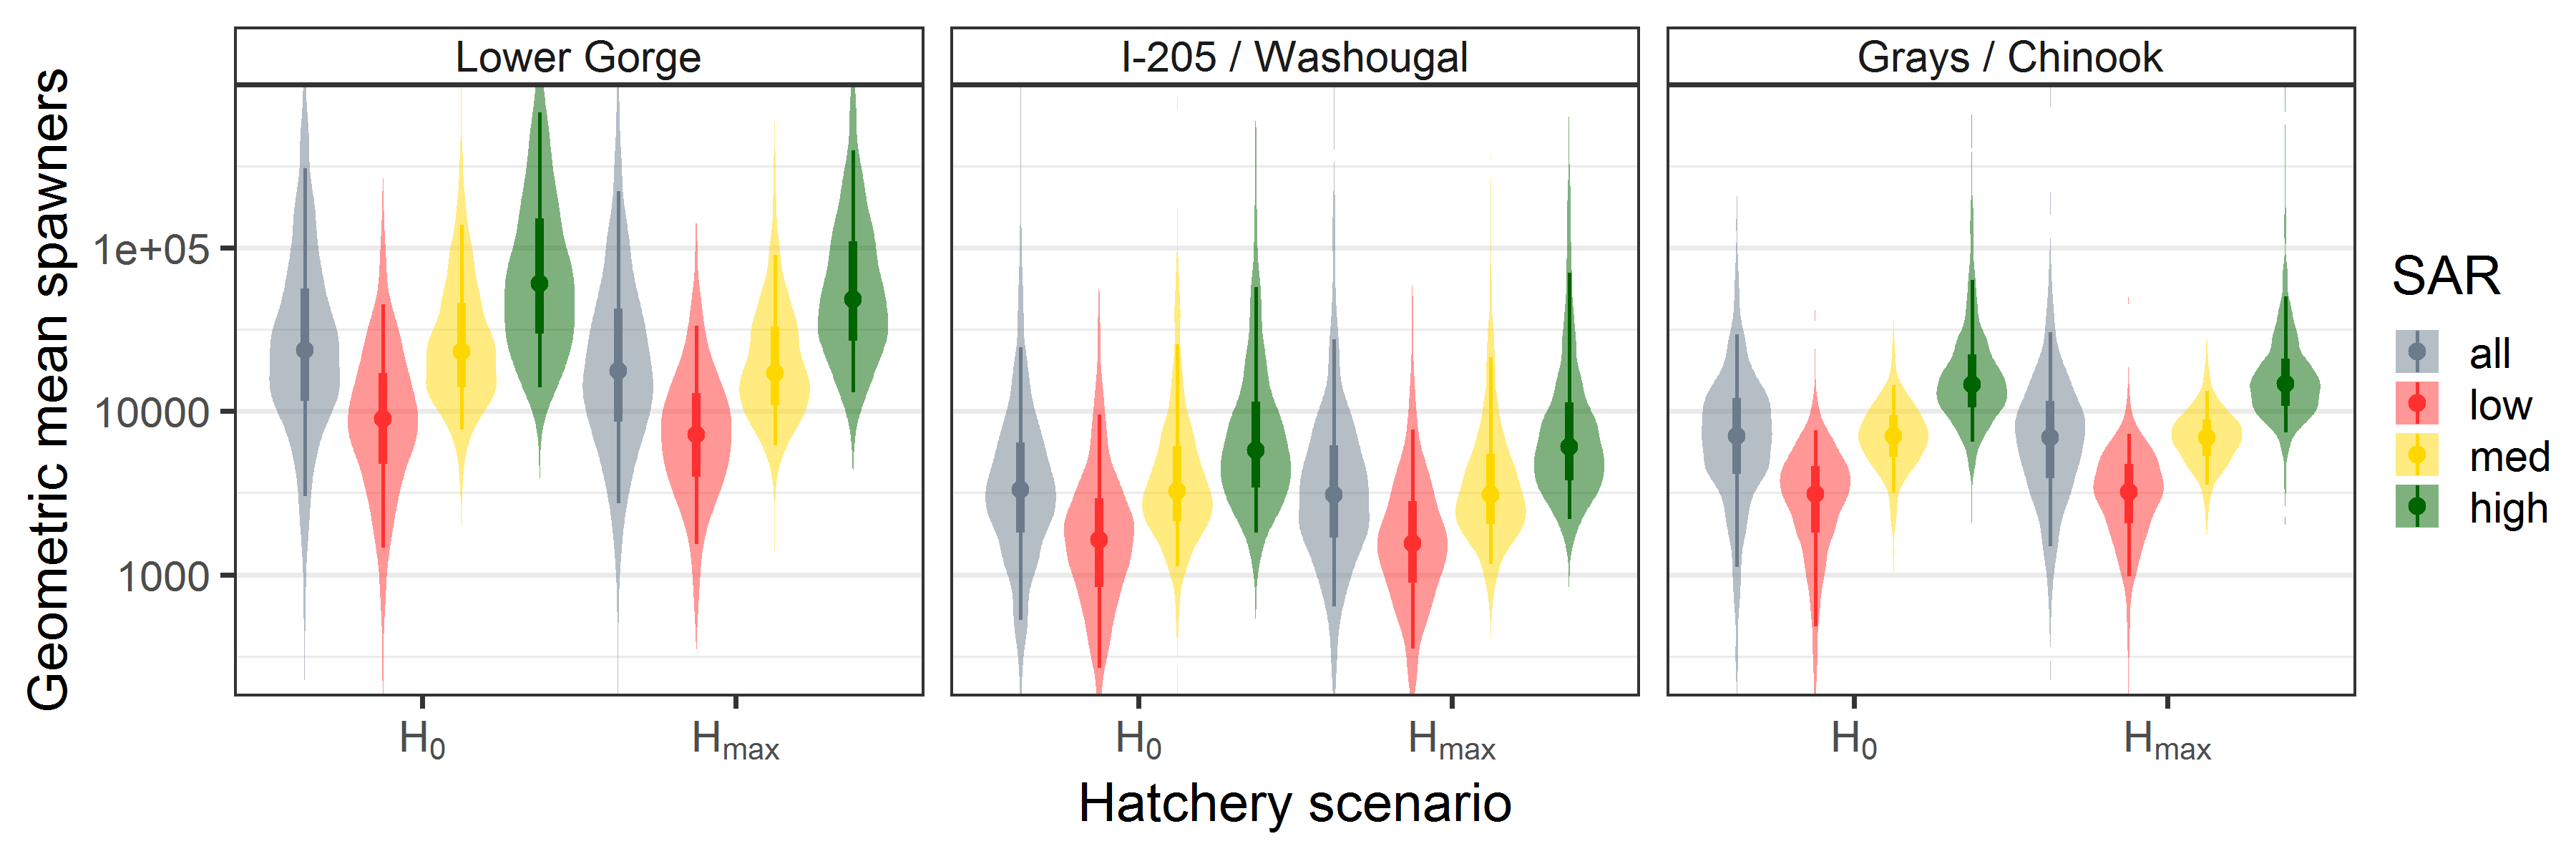 Lower Gorge
I-205 / Washougal
Grays / Chinook
Geometric mean spawners
1e+05
10000
1000
H0
Hmax
H0
Hmax
H0
Hmax
Hatchery scenario
SAR
all
low
med
high